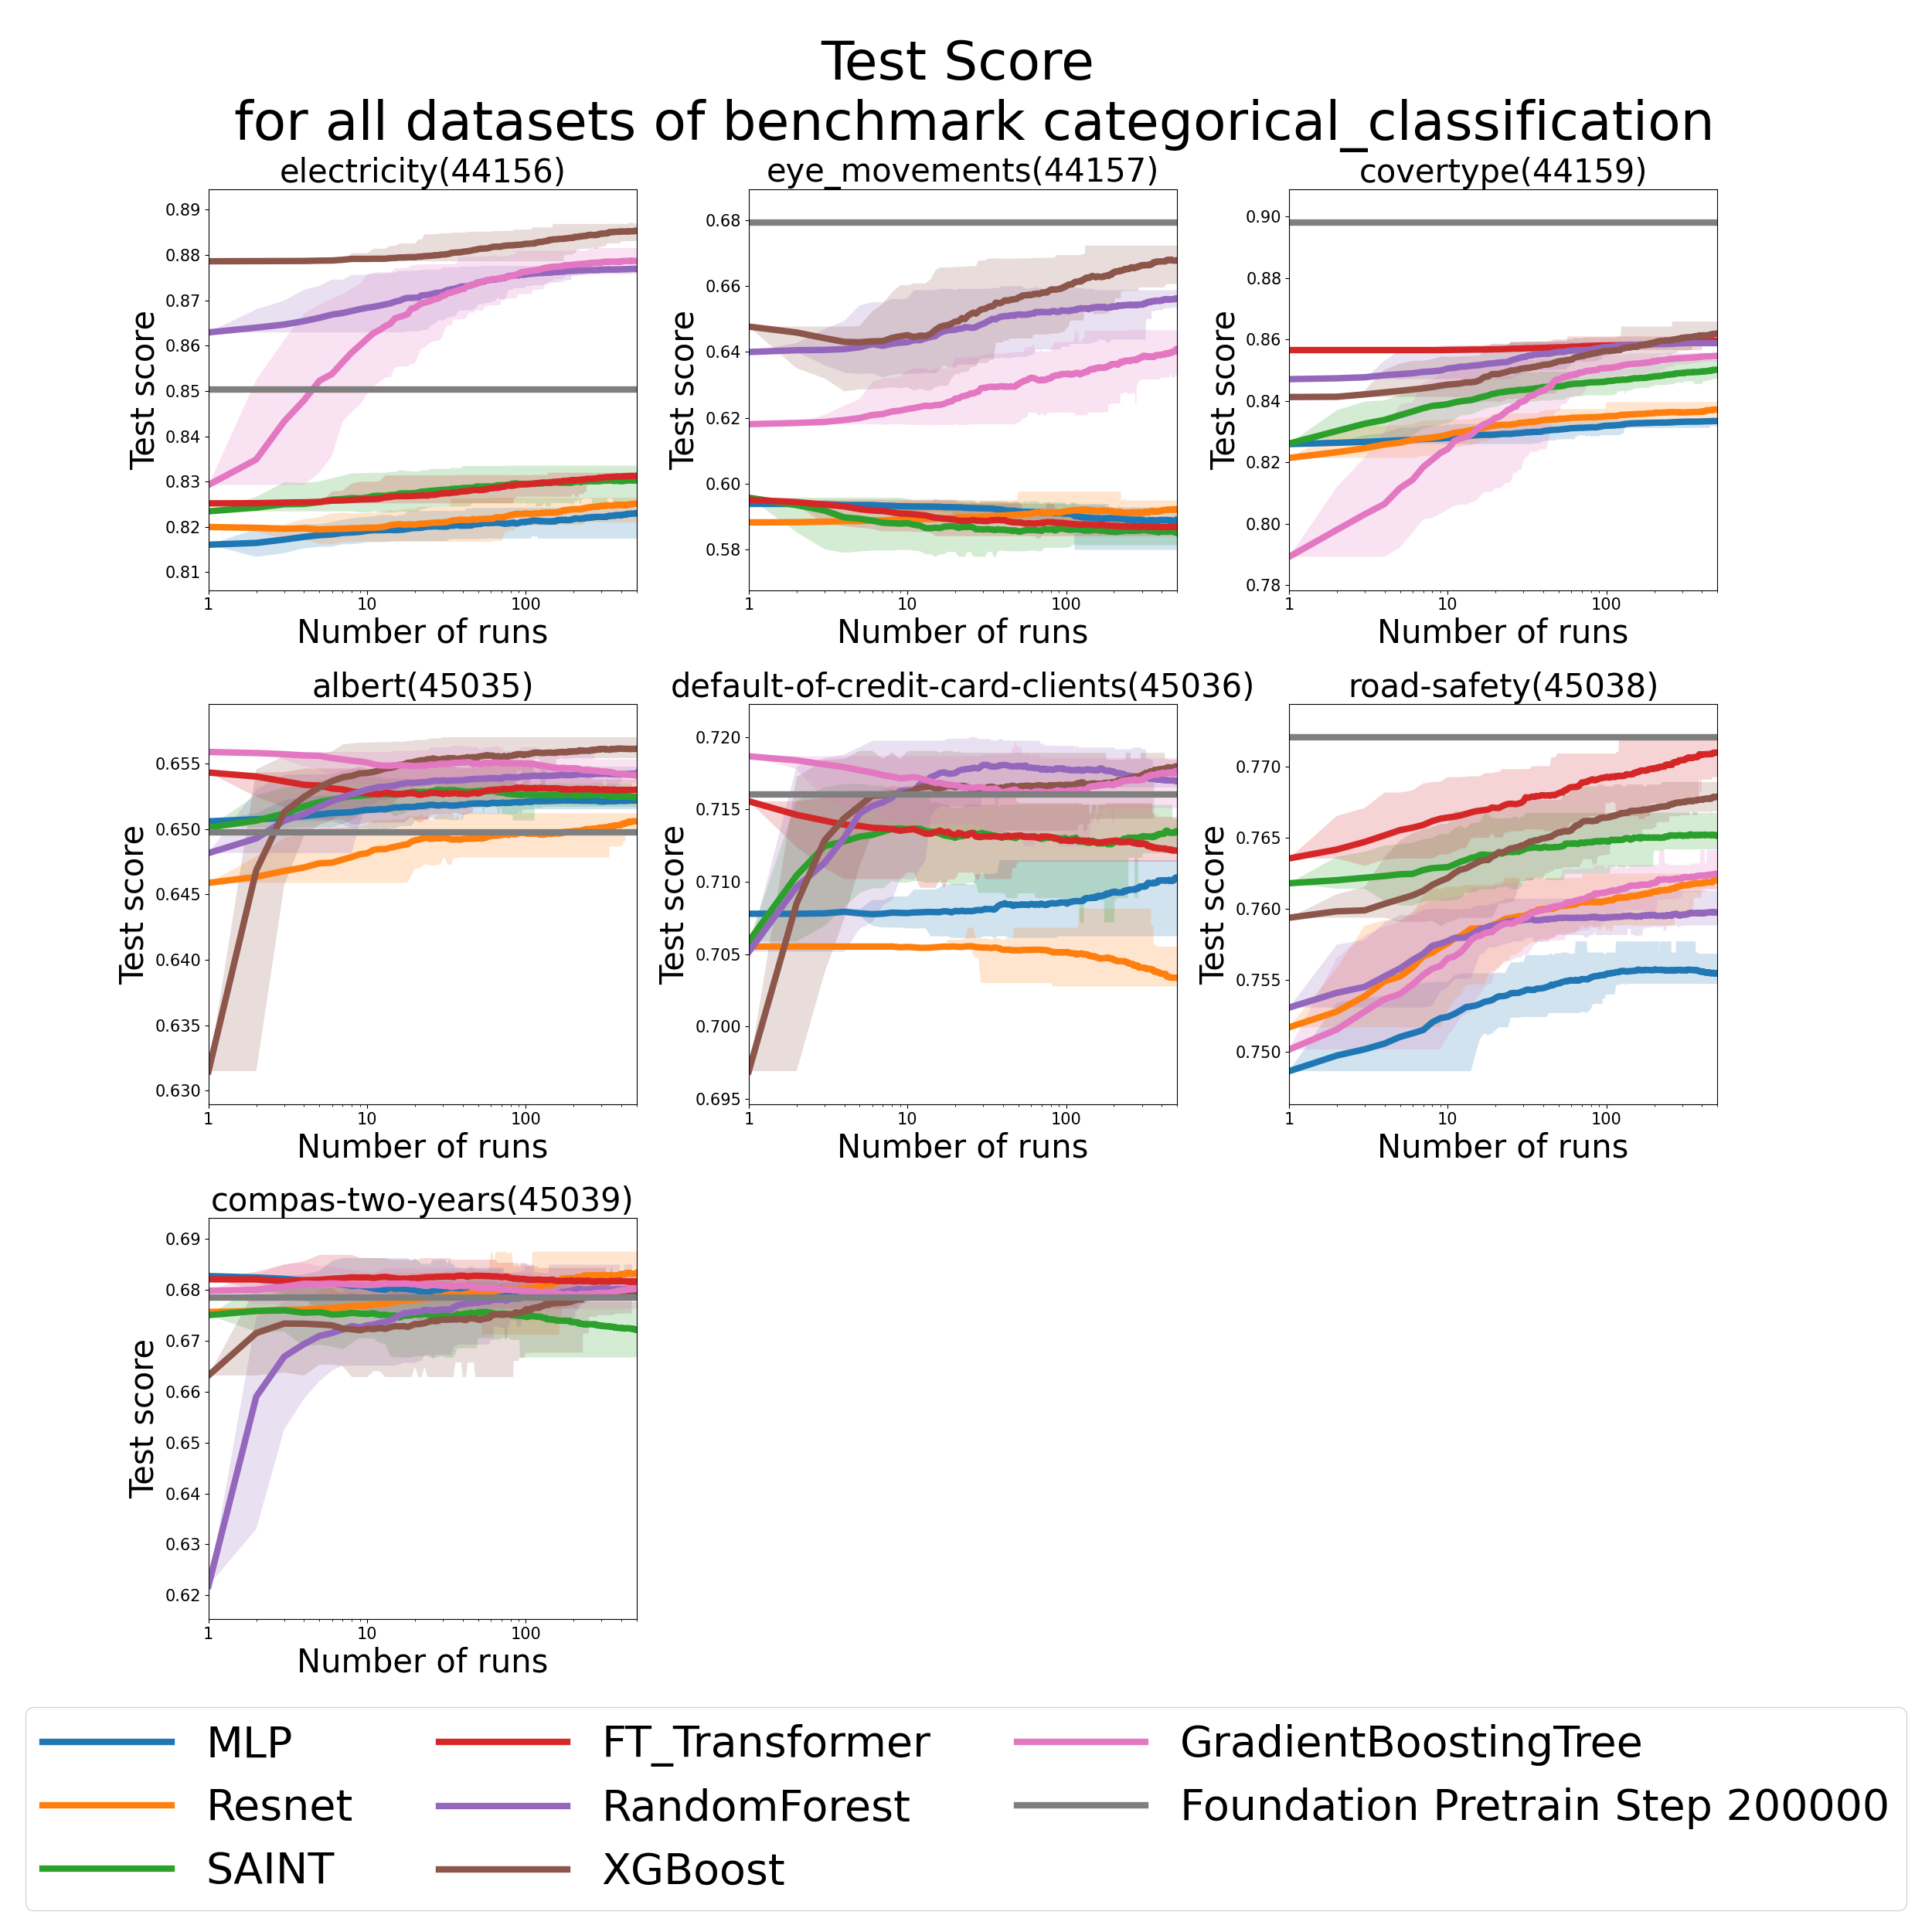 Test Score
for all datasets of benchmark categorical_classification
electricity(44156)
0.89
0.88
0.87
0.86
0.85
0.84
0.83
0.82
0.81
Test score
1 10 100
Number of runs
eye_movements(44157)
0.68
0.66
0.64
0.62
0.60
0.58
Test score
1 10 100
Number of runs
covertype(44159)
0.90
0.88
0.86
0.84
0.82
0.80
0.78
Test score
1 10 100
Number of runs
albert(45035)
0.655
0.650
0.645
0.640
0.635
0.630
Test score
1 10 100
Number of runs
default-of-credit-card-clients(45036)
0.720
0.715
0.710
0.705
0.700
0.695
Test score
1 10 100
Number of runs
road-safety(45038)
0.770
0.765
0.760
0.755
0.750
Test score
1 10 100
Number of runs
compas-two-years(45039)
0.69
0.68
0.67
0.66
0.65
0.64
0.63
0.62
Test score
1 10 100
Number of runs
MLP
Resnet
SAINT
FT_Transformer
RandomForest
XGBoost
GradientBoostingTree
Foundation Pretrain Step 200000